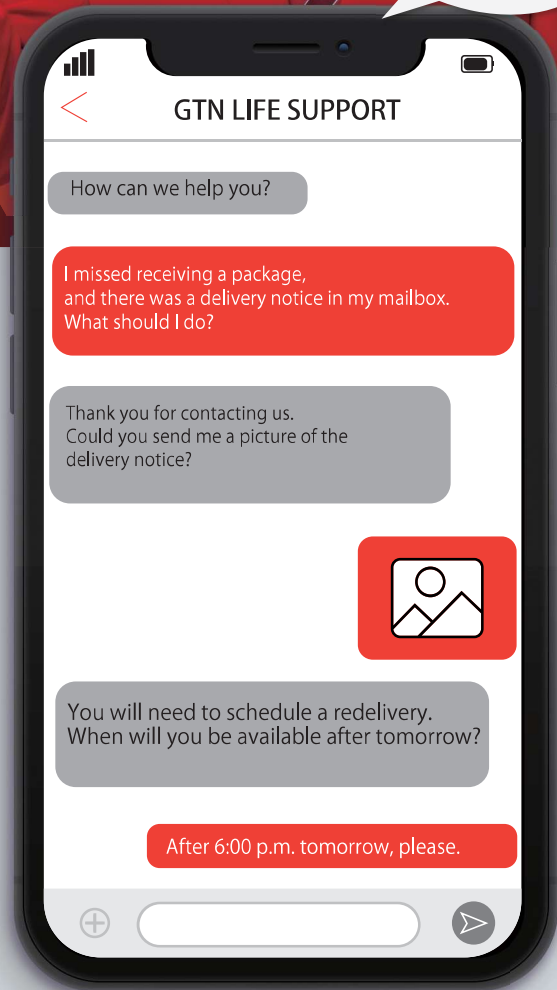 GTN LIFE SUPPORT
How can we help you?
I missed receiving a package,
and there was a delivery notice in my mailbox.
What should I do?
Thank you for contacting us.
Could you send me a picture of the
delivery notice?
You will need to schedule a redelivery.
When will you be available after tomorrow?
After 6:00 p.m. tomorrow, please.